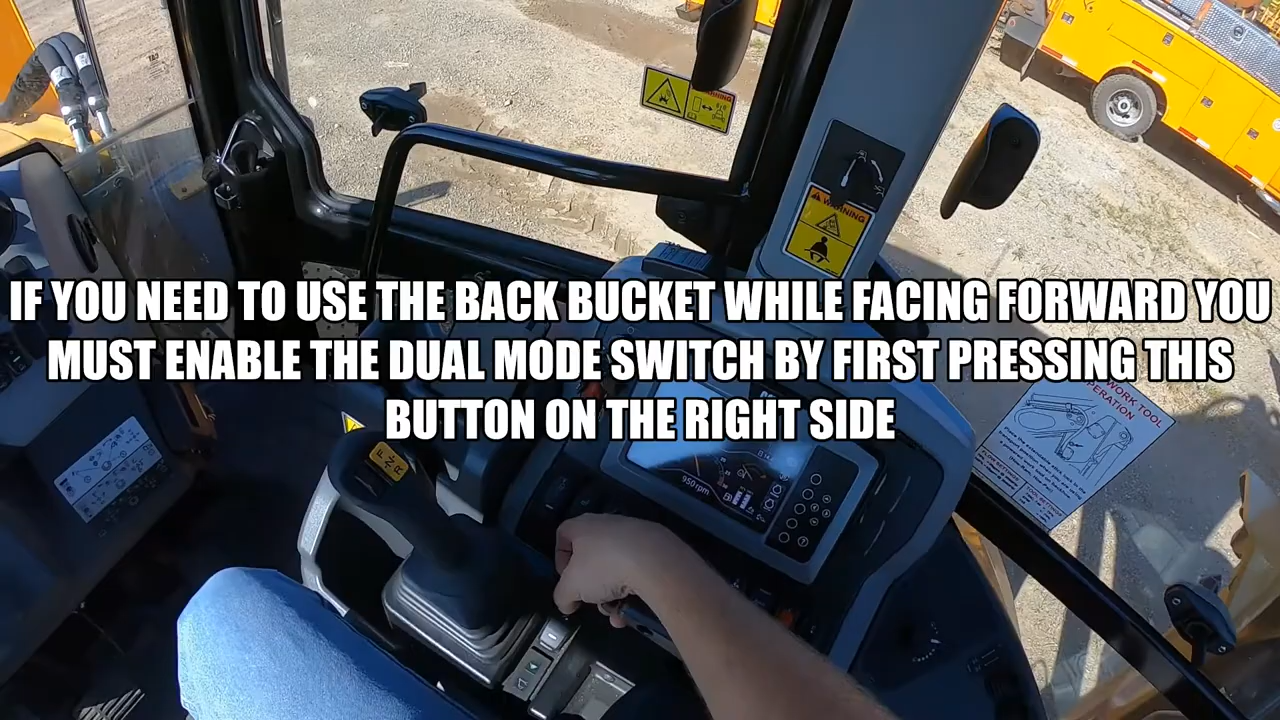 WARNING
WARNING
IF YOU NEED TO USE THE BACK BUCKET WHILE FACING FORWARD YOU
MUST ENABLE THE DUAL MODE SWITCH BY FIRST PRESSING THIS
BUTTON ON THE RIGHT SIDE
WORK TOOL
OPERATION
F
N
R
950 rpm